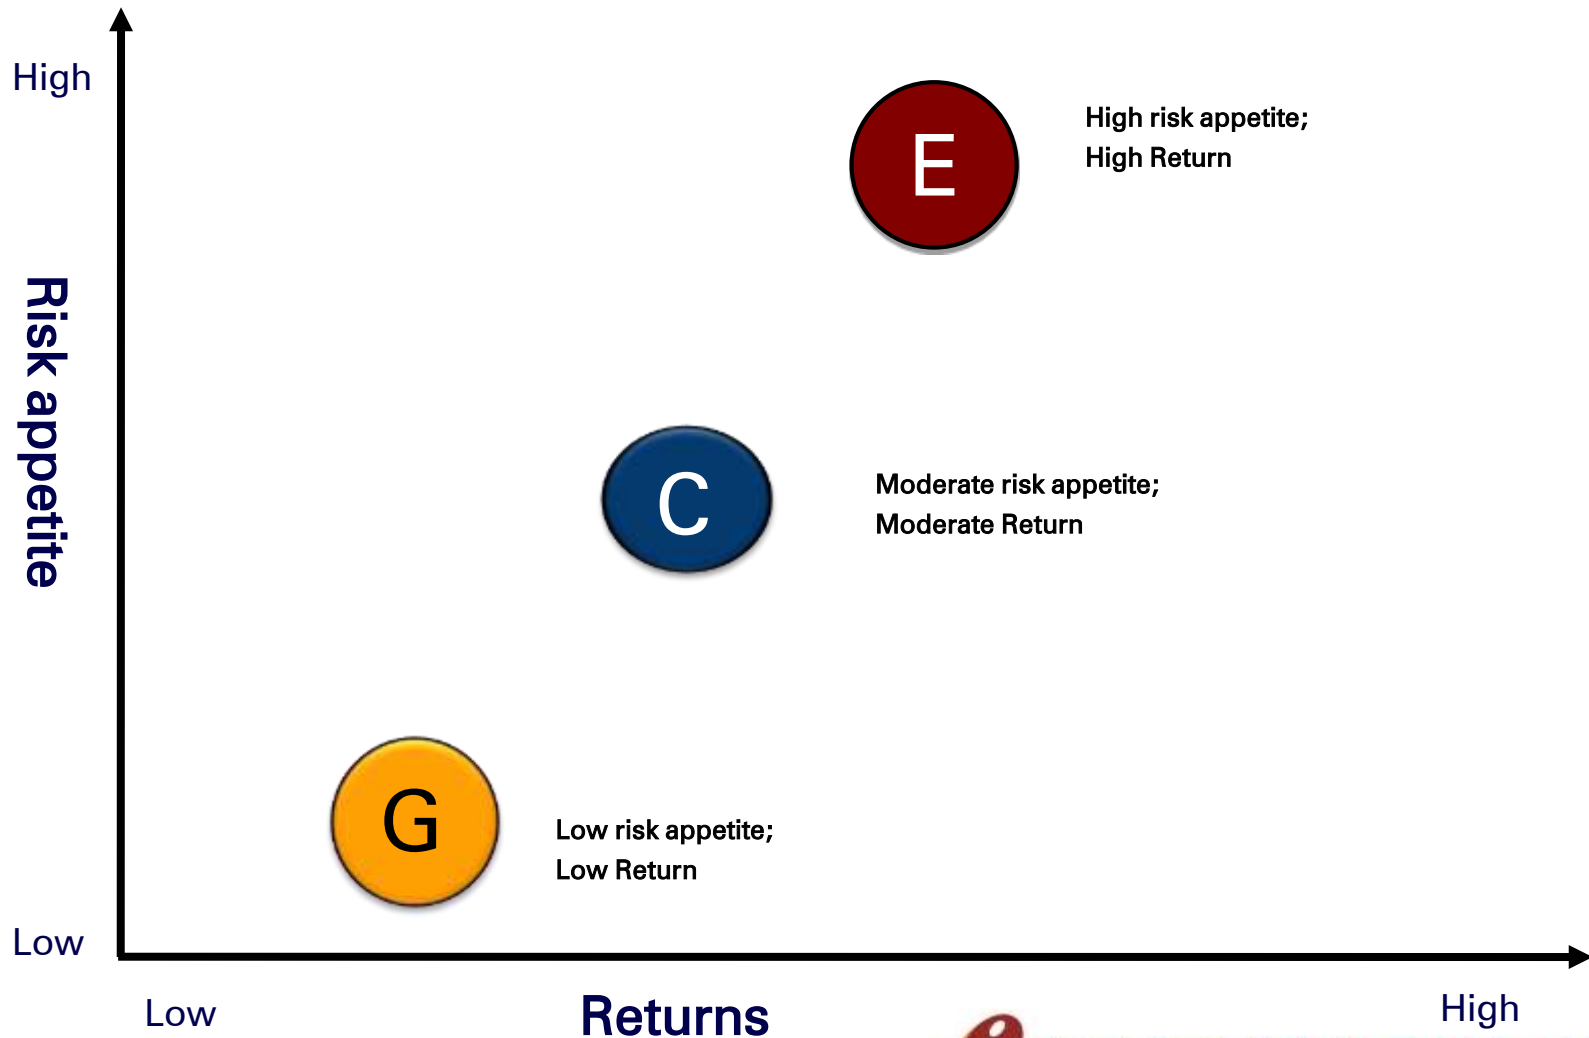 High
E
High risk appetite;
High Return
Risk appetite
C
Moderate risk appetite;
Moderate Return
G
Low risk appetite;
Low Return
Low
Low
Returns
High